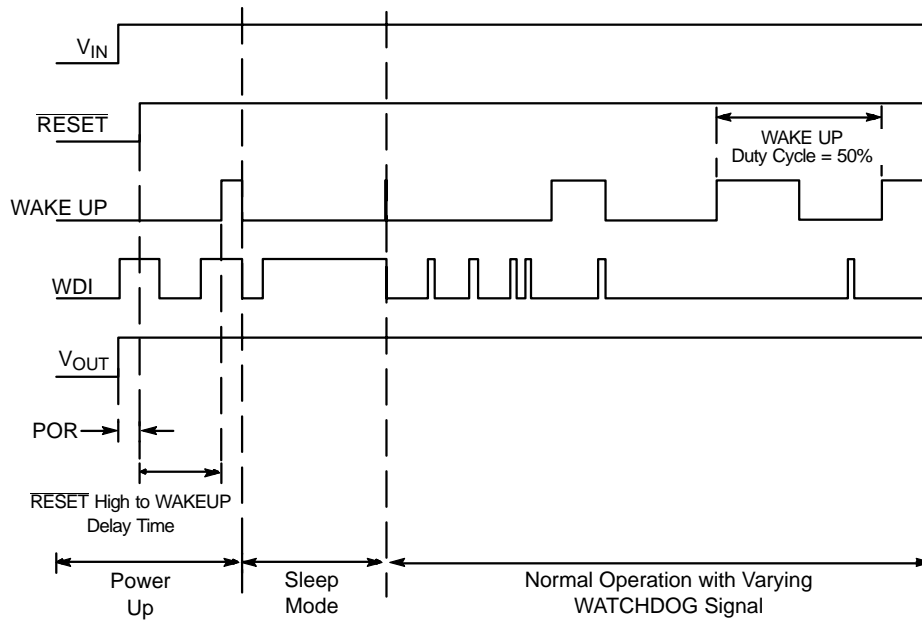 VIN
RESET
WAKE UP
Duty Cycle = 50%
WAKE UP
WDI
VOUT
POR
RESET High to WAKEUP
Delay Time
Power
Up
Sleep
Mode
Normal Operation with Varying
WATCHDOG Signal